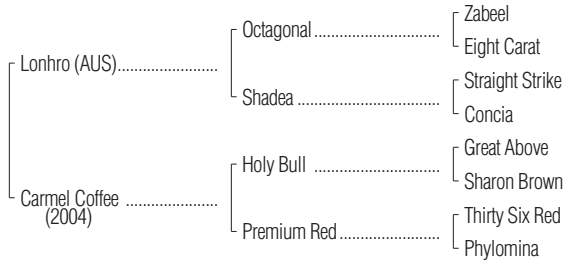 Zabeel
Octagonal
Eight Carat
Lonhro (AUS)
Straight Strike
Shadea
Concia
Great Above
Holy Bull
Sharon Brown
Carmel Coffee
(2004)
Thirty Six Red
Premium Red
Phylomina